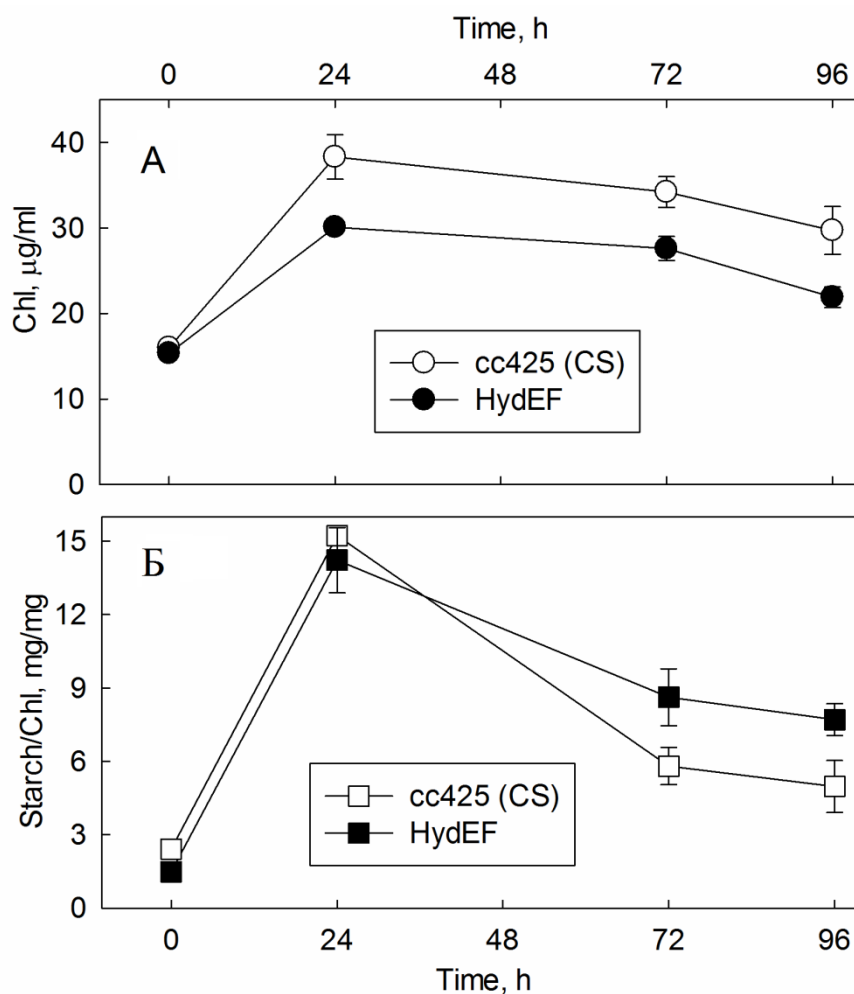 Time, h
0 24 48 72 96
А
40
30
20
10
0
Chl, μg/ml
cc425 (CS)
HydEF
Б
15
12
9
6
3
0
Starch/Chl, mg/mg
cc425 (CS)
HydEF
0 24 48 72 96
Time, h